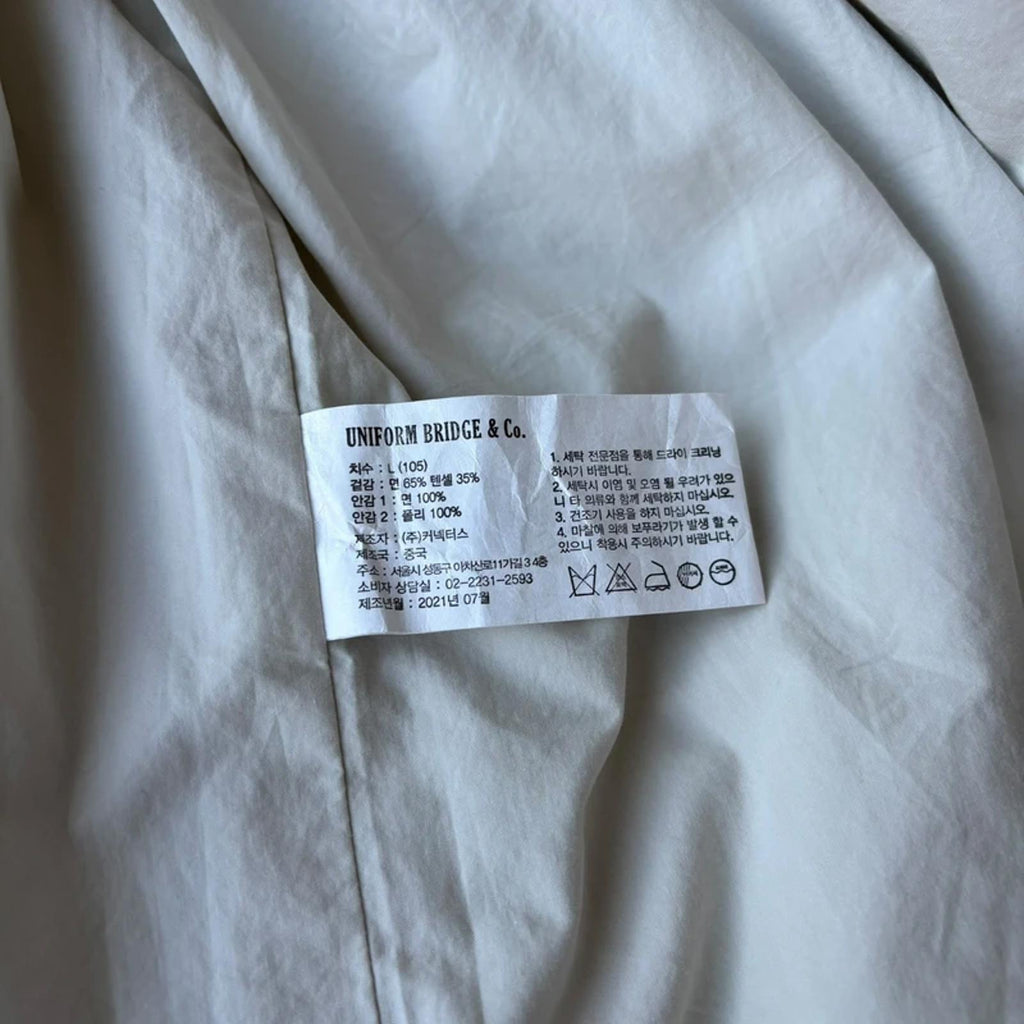 UNIFORM BRIDGE & Co.
치수 : L (105)
겉감 : 면 65% 텐셀 35%
안감 1 : 면 100%
안감 2 : 폴리 100%
제조자 : (주)커넥터스
제조국 : 중국
주소 : 서울시 성동구 아차산로11가길 3 4층
소비자 상담실 : 02-2231-2593
제조년월 : 2021년 07월
1. 세탁 전문점을 통해 드라이 크리닝
하시기 바랍니다.
2. 세탁시 이염 및 오염 될 우려가 있으
니 타 의류와 함께 세탁하지 마십시오.
3. 건조기 사용을 하지 마십시오.
4. 마찰에 의해 보푸라기가 발생 할 수
있으니 착용시 주의하시기 바랍니다.